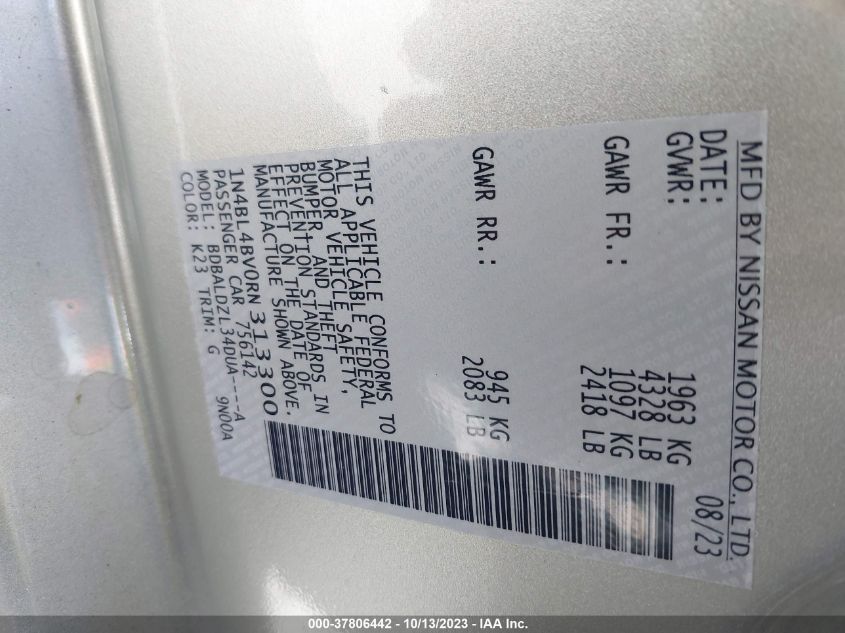 MFD BY NISSAN MOTOR CO., LTD.
DATE: 08/23
GVWR: 1963 KG
4328 LB
GAWR FR.: 1097 KG
2418 LB
GAWR RR.: 945 KG
2083 LB
THIS VEHICLE CONFORMS TO
ALL APPLICABLE FEDERAL
MOTOR VEHICLE SAFETY,
BUMPER, AND THEFT
PREVENTION STANDARDS IN
EFFECT ON THE DATE OF
MANUFACTURE SHOWN ABOVE.
1N4BL4BV0RN313300
PASSENGER CAR 756142
MODEL: BDBALDZL34DUA----A
COLOR: K23 TRIM: G 9N00A
000-37806442 - 10/13/2023 - IAA Inc.